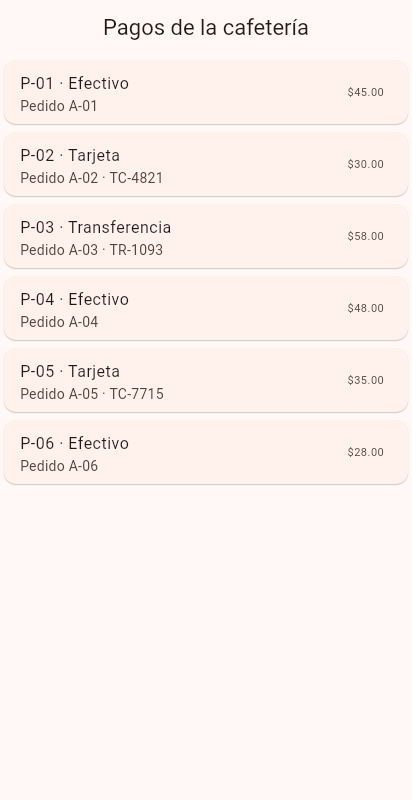 Pagos de la cafetería
P-01 · Efectivo
$45.00
Pedido A-01
P-02 · Tarjeta
$30.00
Pedido A-02 · TC-4821
P-03 · Transferencia
$58.00
Pedido A-03 · TR-1093
P-04 · Efectivo
$48.00
Pedido A-04
P-05 · Tarjeta
$35.00
Pedido A-05 · TC-7715
P-06 · Efectivo
$28.00
Pedido A-06